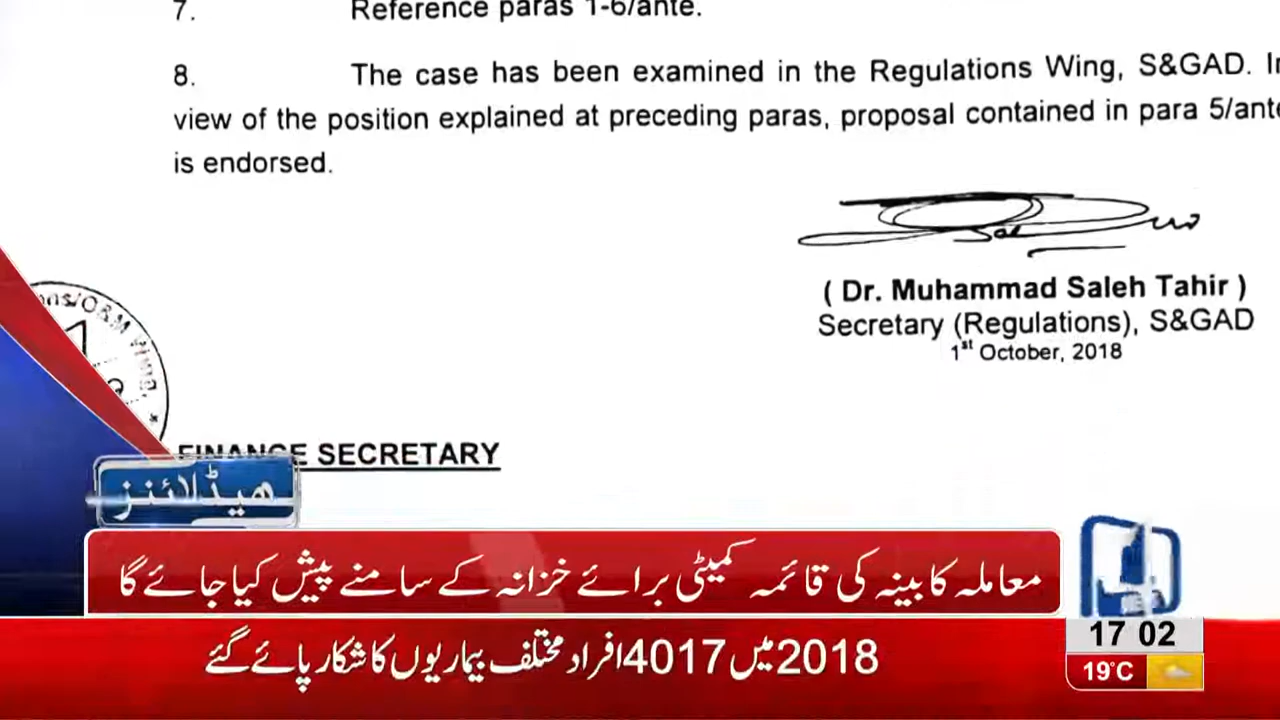 7. Reference paras 1-6/ante.
8. The case has been examined in the Regulations Wing, S&GAD. In
view of the position explained at preceding paras, proposal contained in para 5/ante
is endorsed.
( Dr. Muhammad Saleh Tahir )
Secretary (Regulations), S&GAD
1st October, 2018
ons/O&M Wing, *
FINANCE SECRETARY
ہیڈلائنز
معاملہ کابینہ کی قائمہ کمیٹی برائے خزانہ کے سامنے پیش کیا جائے گا
NEWS
17 02
2018 میں 4017 افراد مختلف بیماریوں کا شکار پائے گئے
19°C